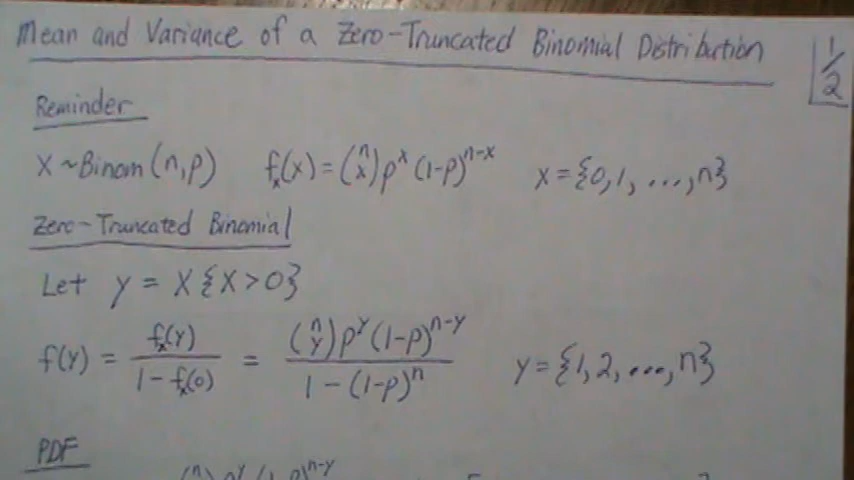 Mean and Variance of a Zero-Truncated Binomial Distribution
1/2
Reminder
X ~ Binom (n, p) fₓ(x) = (n x) pˣ (1-p)ⁿ⁻ˣ x = {0, 1, ..., n}
Zero-Truncated Binomial
Let Y = X {X > 0}
f(y) = fₓ(y) / 1 - fₓ(0) = (n y) p^y (1-p)^n-y / 1 - (1-p)^n y = {1, 2, ..., n}
PDF